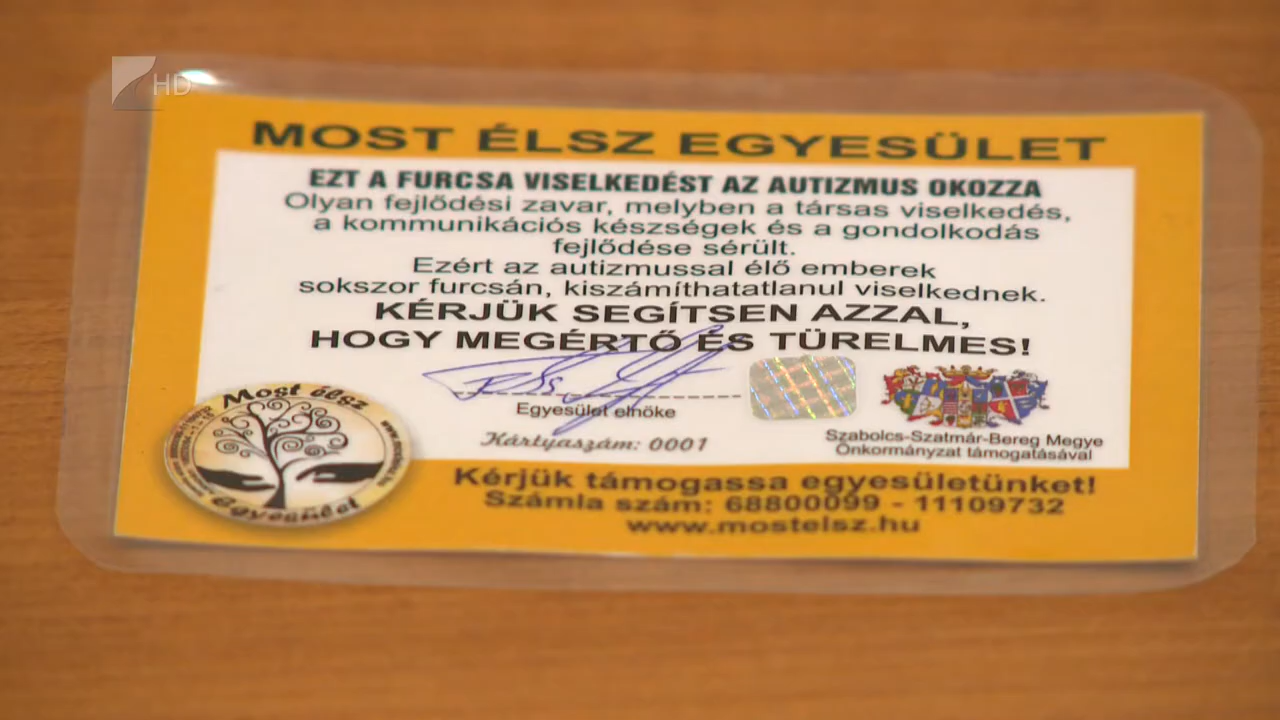 HD
MOST ÉLSZ EGYESÜLET
EZT A FURCSA VISELKEDÉST AZ AUTIZMUS OKOZZA
Olyan fejlődési zavar, melyben a társas viselkedés,
a kommunikációs készségek és a gondolkodás
fejlődése sérült.
Ezért az autizmussal élő emberek
sokszor furcsán, kiszámíthatatlanul viselkednek.
KÉRJÜK SEGÍTSEN AZZAL,
HOGY MEGÉRTŐ ÉS TÜRELMES!
Egyesület elnöke
Kártyaszám: 0001
Szabolcs-Szatmár-Bereg Megye
Önkormányzat támogatásával
Most élsz
egyesület
Kérjük támogassa egyesületünket!
Számla szám: 68800099 - 11109732
www.mostelsz.hu